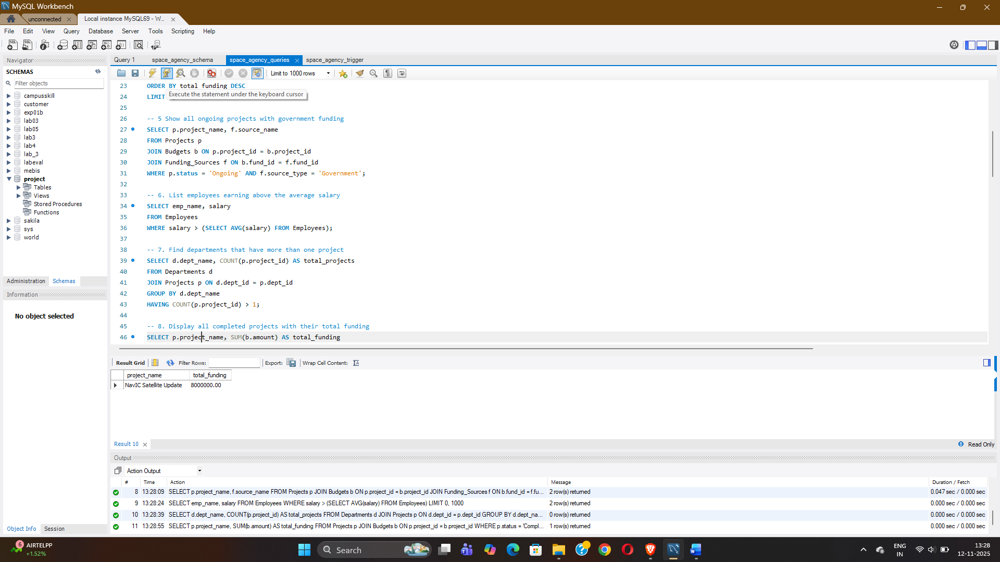 MySQL Workbench
unconnected
Local instance MySQL69 - W...
File Edit View Query Database Server Tools Scripting Help
Navigator
SCHEMAS
Filter objects
campusskill
customer
exp01b
lab03
lab05
lab3
lab4
lab_3
labeval
mebis
project
Tables
Views
Stored Procedures
Functions
sakila
sys
world
Administration Schemas
Information
No object selected
Object Info Session
Query 1 space_agency_schema space_agency_queries space_agency_trigger
Limit to 1000 rows
23 ORDER BY total_funding DESC
24 LIMIT
Execute the statement under the keyboard cursor
25
26 -- 5 Show all ongoing projects with government funding
27 SELECT p.project_name, f.source_name
28 FROM Projects p
29 JOIN Budgets b ON p.project_id = b.project_id
30 JOIN Funding_Sources f ON b.fund_id = f.fund_id
31 WHERE p.status = 'Ongoing' AND f.source_type = 'Government';
32
33 -- 6. List employees earning above the average salary
34 SELECT emp_name, salary
35 FROM Employees
36 WHERE salary > (SELECT AVG(salary) FROM Employees);
37
38 -- 7. Find departments that have more than one project
39 SELECT d.dept_name, COUNT(p.project_id) AS total_projects
40 FROM Departments d
41 JOIN Projects p ON d.dept_id = p.dept_id
42 GROUP BY d.dept_name
43 HAVING COUNT(p.project_id) > 1;
44
45 -- 8. Display all completed projects with their total funding
46 SELECT p.project_name, SUM(b.amount) AS total_funding
Result Grid Filter Rows: Export: Wrap Cell Content:
project_name total_funding
NavIC Satellite Update 8000000.00
Result 10 Read Only
Output
Action Output
# Time Action Message Duration / Fetch
8 13:28:09 SELECT p.project_name, f.source_name FROM Projects p JOIN Budgets b ON p.project_id = b.project_id JOIN Funding_Sources f ON b.fund_id = f.fu... 2 row(s) returned 0.047 sec / 0.000 sec
9 13:28:24 SELECT emp_name, salary FROM Employees WHERE salary > (SELECT AVG(salary) FROM Employees) LIMIT 0, 1000 2 row(s) returned 0.000 sec / 0.000 sec
10 13:28:39 SELECT d.dept_name, COUNT(p.project_id) AS total_projects FROM Departments d JOIN Projects p ON d.dept_id = p.dept_id GROUP BY d.dept_na... 0 row(s) returned 0.000 sec / 0.000 sec
11 13:28:55 SELECT p.project_name, SUM(b.amount) AS total_funding FROM Projects p JOIN Budgets b ON p.project_id = b.project_id WHERE p.status = 'Compl... 1 row(s) returned 0.000 sec / 0.000 sec
6
AIRTELPP
+1.52%
Search
ENG
IN
13:28
12-11-2025